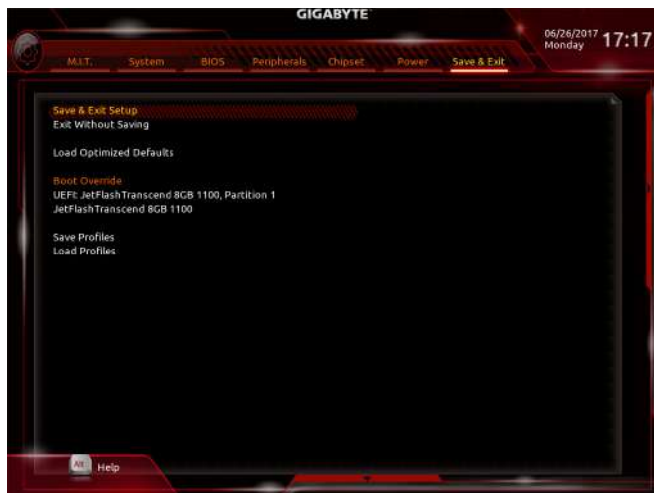 GIGABYTE
06/26/2017
Monday
17:17
M.I.T. System BIOS Peripherals Chipset Power Save & Exit
Save & Exit Setup
Exit Without Saving
Load Optimized Defaults
Boot Override
UEFI: JetFlashTranscend 8GB 1100, Partition 1
JetFlashTranscend 8GB 1100
Save Profiles
Load Profiles
Alt Help